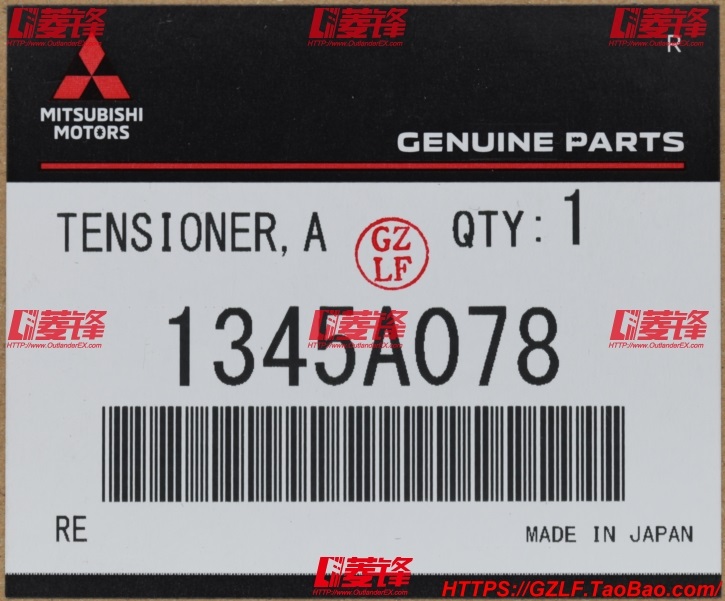 菱锋 菱锋 菱锋
HTTP://www.OutlanderEX.com HTTP://www.OutlanderEX.com HTTP://www.OutlanderEX.com
R
MITSUBISHI
MOTORS
GENUINE PARTS
TENSIONER, A
GZ
LF
QTY: 1
菱锋 菱锋 菱锋
HTTP://www.OutlanderEX.com HTTP://www.OutlanderEX.com HTTP://www.OutlanderEX.com
1345A078
RE
MADE IN JAPAN
菱锋
HTTP://www.OutlanderEX.com
HTTPS://GZLF.TaoBao.com/